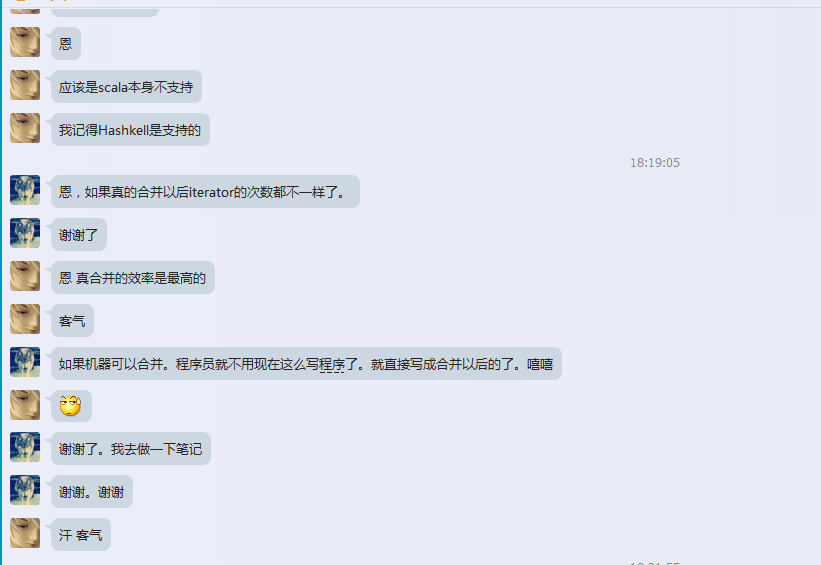 恩
应该是scala本身不支持
我记得Hashkell是支持的
18:19:05
恩，如果真的合并以后iterator的次数都不一样了。
谢谢了
恩 真合并的效率是最高的
客气
如果机器可以合并。程序员就不用现在这么写程序了。就直接写成合并以后的了。嘻嘻
谢谢了。我去做一下笔记
谢谢。谢谢
汗 客气